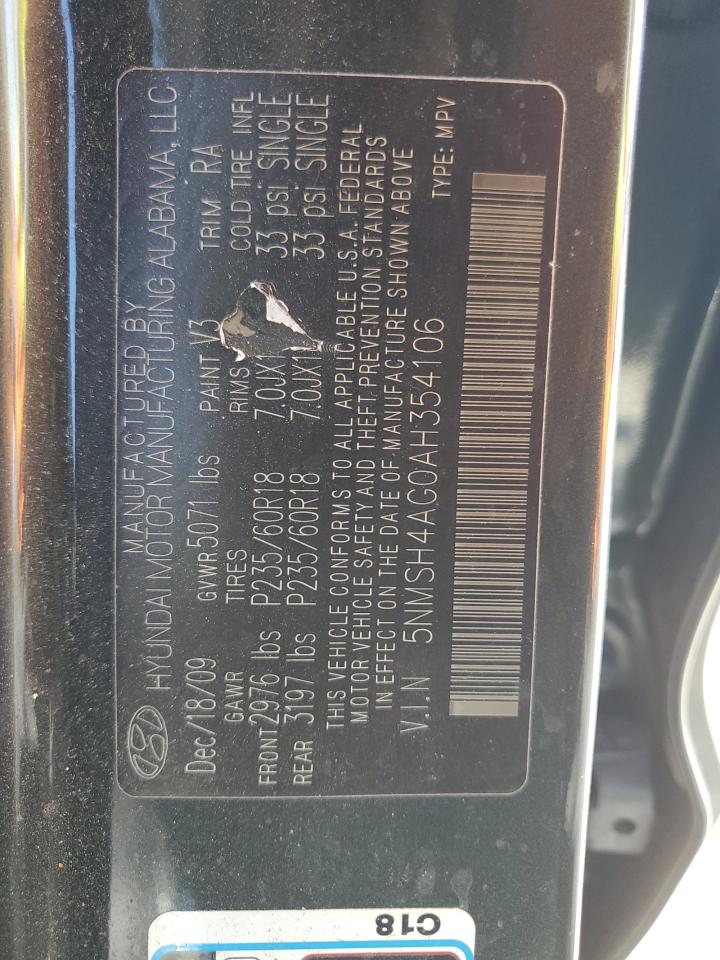 MANUFACTURED BY
HYUNDAI MOTOR MANUFACTURING ALABAMA, LLC
Dec/18/09 GVWR 5071 lbs PAINT V3 TRIM RA
GAWR TIRES RIMS COLD TIRE INFL
FRONT 2976 lbs P235/60R18 7.0JX1 33 psi SINGLE
REAR 3197 lbs P235/60R18 7.0JX1 33 psi SINGLE
THIS VEHICLE CONFORMS TO ALL APPLICABLE U.S.A. FEDERAL
MOTOR VEHICLE SAFETY AND THEFT PREVENTION STANDARDS
IN EFFECT ON THE DATE OF MANUFACTURE SHOWN ABOVE
V.I.N 5NMSH4AG0AH354106
TYPE: MPV
C18